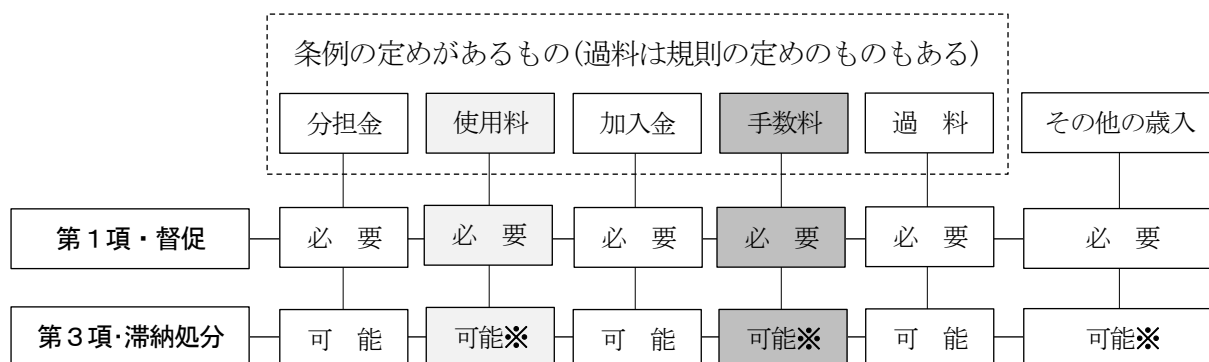 条例の定めがあるもの(過料は規則の定めのものもある)
分担金 使用料 加入金 手数料 過 料 その他の歳入
第1項・督促 必 要 必 要 必 要 必 要 必 要 必 要
第3項・滞納処分 可 能 可能※ 可 能 可能※ 可 能 可能※